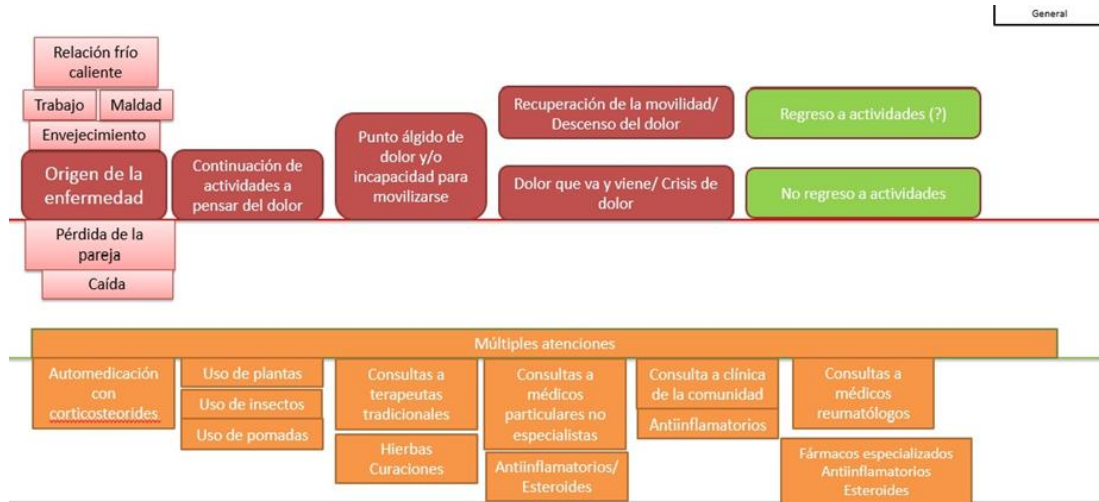 General
Relación frío
caliente
Trabajo
Maldad
Envejecimiento
Origen de la
enfermedad
Pérdida de la
pareja
Caída
Continuación de
actividades a
pensar del dolor
Punto álgido de
dolor y/o
incapacidad para
movilizarse
Recuperación de la movilidad/
Descenso del dolor
Dolor que va y viene/ Crisis de
dolor
Regreso a actividades (?)
No regreso a actividades
Múltiples atenciones
Automedicación
con
corticosteorides
Uso de plantas
Uso de insectos
Uso de pomadas
Consultas a
terapeutas
tradicionales
Hierbas
Curaciones
Consultas a
médicos
particulares no
especialistas
Antiinflamatorios/
Esteroides
Consulta a clínica
de la comunidad
Antiinflamatorios
Consultas a
médicos
reumatólogos
Fármacos especializados
Antiinflamatorios
Esteroides